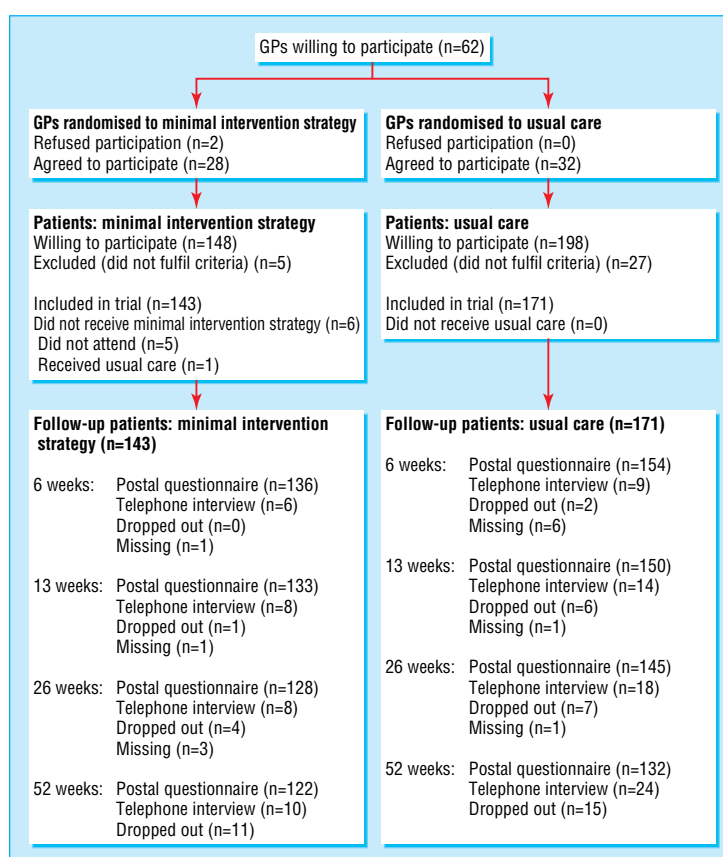 GPs willing to participate (n=62)
GPs randomised to minimal intervention strategy
Refused participation (n=2)
Agreed to participate (n=28)
GPs randomised to usual care
Refused participation (n=0)
Agreed to participate (n=32)
Patients: minimal intervention strategy
Willing to participate (n=148)
Excluded (did not fulfil criteria) (n=5)
Included in trial (n=143)
Did not receive minimal intervention strategy (n=6)
Did not attend (n=5)
Received usual care (n=1)
Patients: usual care
Willing to participate (n=198)
Excluded (did not fulfil criteria) (n=27)
Included in trial (n=171)
Did not receive usual care (n=0)
Follow-up patients: minimal intervention
strategy (n=143)
6 weeks: Postal questionnaire (n=136)
Telephone interview (n=6)
Dropped out (n=0)
Missing (n=1)
13 weeks: Postal questionnaire (n=133)
Telephone interview (n=8)
Dropped out (n=1)
Missing (n=1)
26 weeks: Postal questionnaire (n=128)
Telephone interview (n=8)
Dropped out (n=4)
Missing (n=3)
52 weeks: Postal questionnaire (n=122)
Telephone interview (n=10)
Dropped out (n=11)
Follow-up patients: usual care (n=171)
6 weeks: Postal questionnaire (n=154)
Telephone interview (n=9)
Dropped out (n=2)
Missing (n=6)
13 weeks: Postal questionnaire (n=150)
Telephone interview (n=14)
Dropped out (n=6)
Missing (n=1)
26 weeks: Postal questionnaire (n=145)
Telephone interview (n=18)
Dropped out (n=7)
Missing (n=1)
52 weeks: Postal questionnaire (n=132)
Telephone interview (n=24)
Dropped out (n=15)